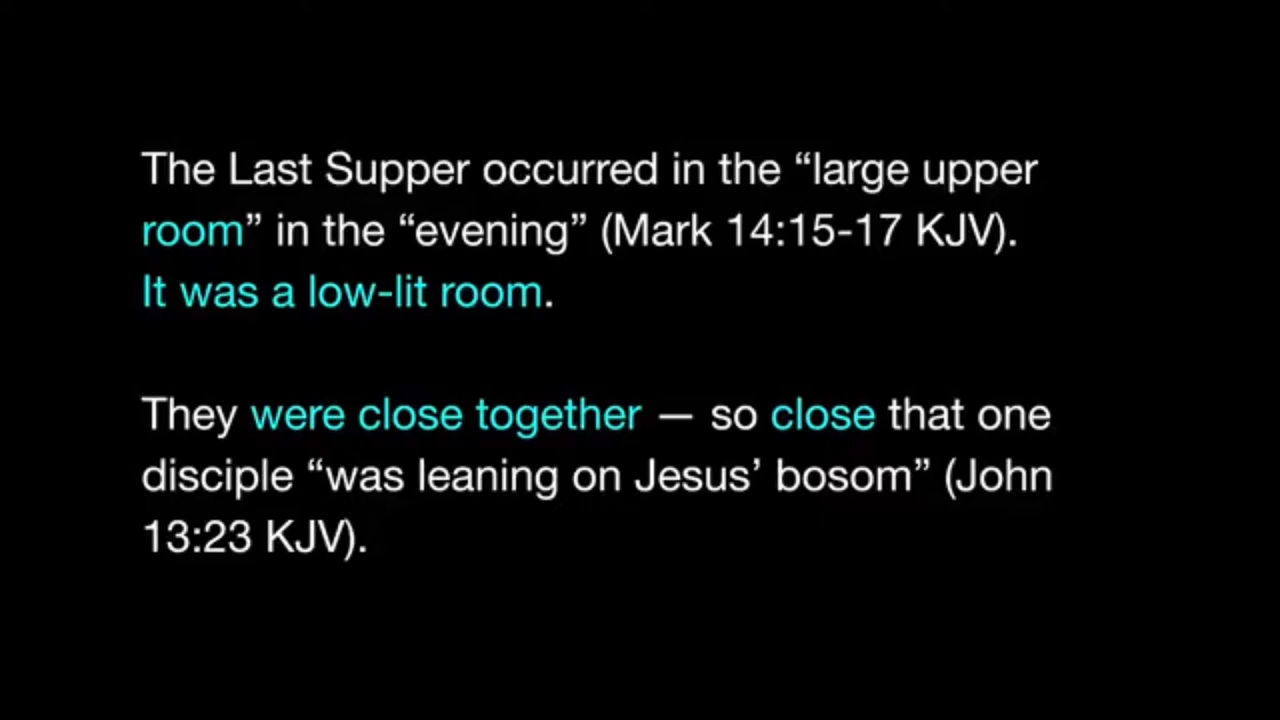 The Last Supper occurred in the “large upper
room” in the “evening” (Mark 14:15-17 KJV).
It was a low-lit room.
They were close together — so close that one
disciple “was leaning on Jesus’ bosom” (John
13:23 KJV).